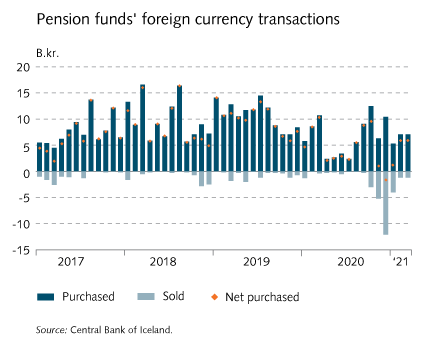 Pension funds' foreign currency transactions
B.kr.
20
15
10
5
0
-5
-10
-15
2017 2018 2019 2020 '21
Purchased Sold Net purchased
Source: Central Bank of Iceland.